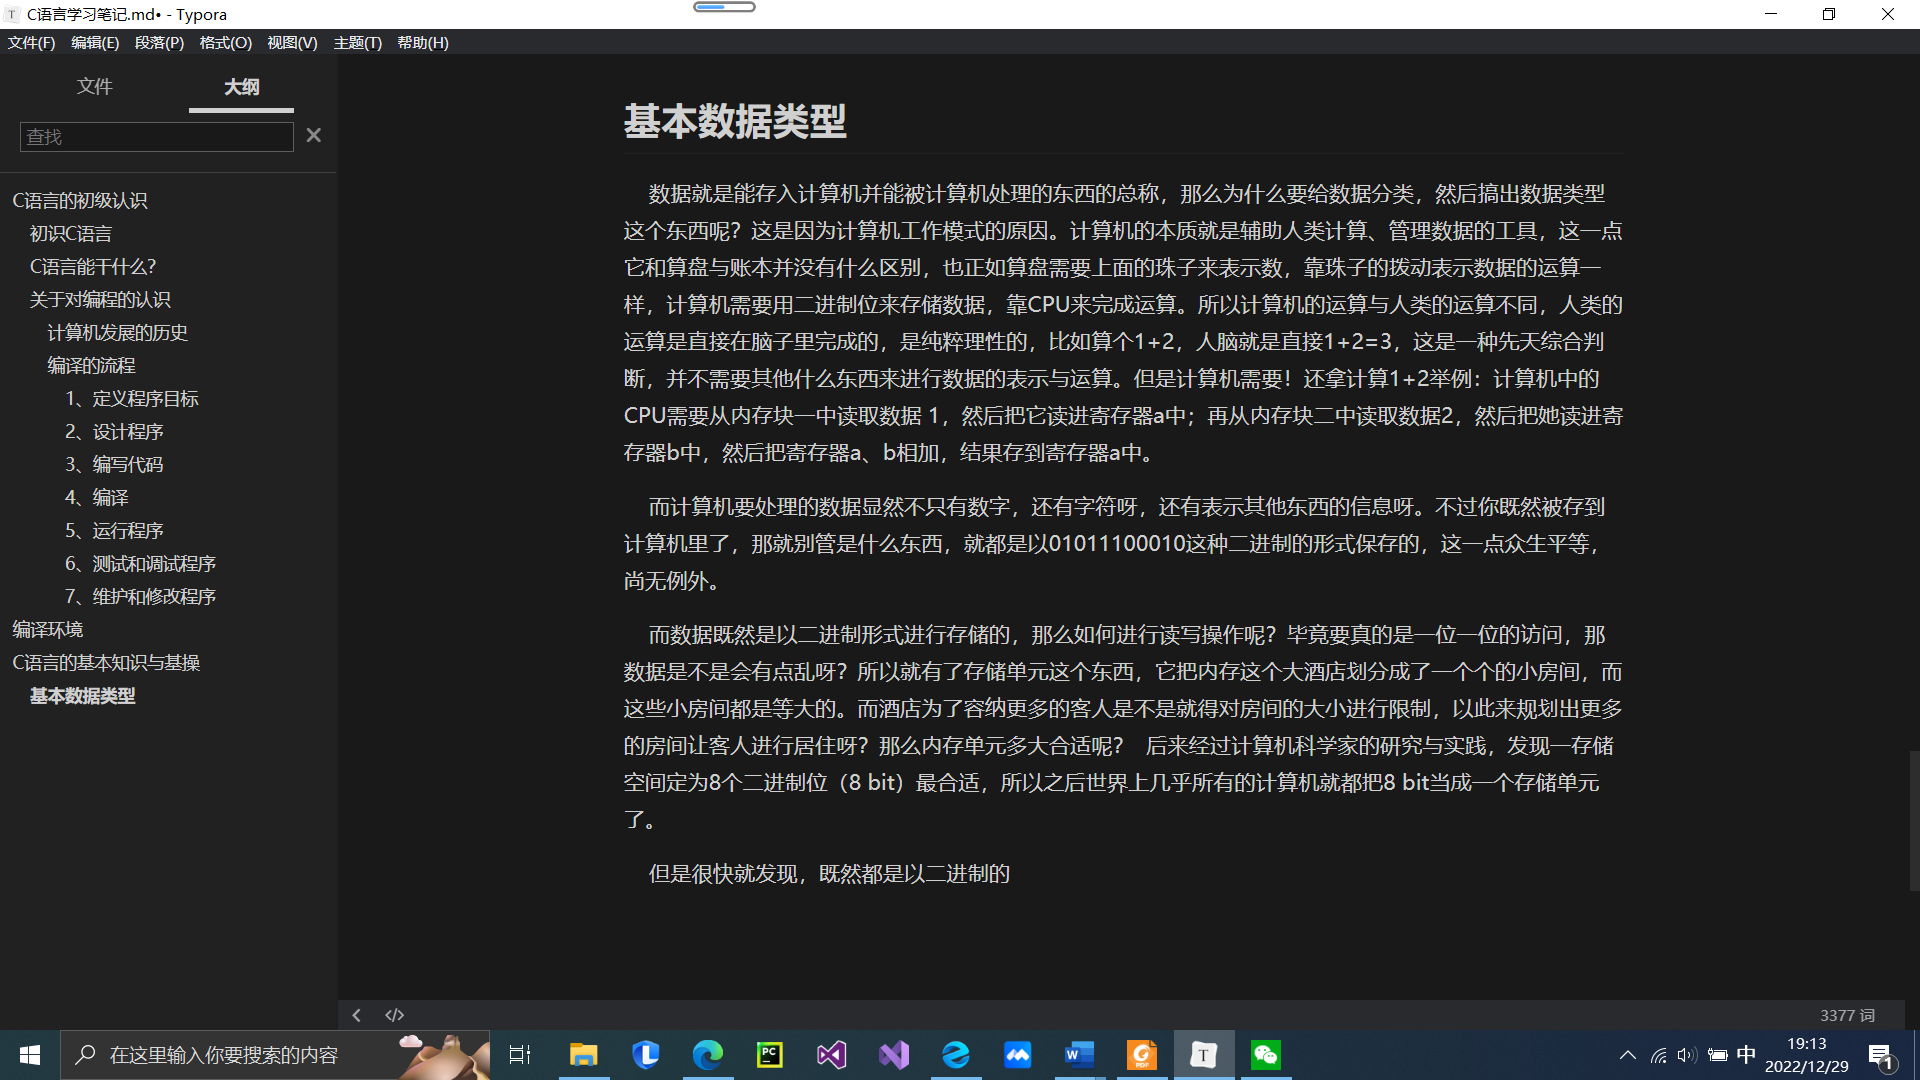 C语言学习笔记.md• - Typora
文件(F) 编辑(E) 段落(P) 格式(O) 视图(V) 主题(T) 帮助(H)
文件 大纲
查找
C语言的初级认识
初识C语言
C语言能干什么?
关于对编程的认识
计算机发展的历史
编译的流程
1、定义程序目标
2、设计程序
3、编写代码
4、编译
5、运行程序
6、测试和调试程序
7、维护和修改程序
编译环境
C语言的基本知识与基操
基本数据类型
基本数据类型
数据就是能存入计算机并能被计算机处理的东西的总称，那么为什么要给数据分类，然后搞出数据类型
这个东西呢？这是因为计算机工作模式的原因。计算机的本质就是辅助人类计算、管理数据的工具，这一点
它和算盘与账本并没有什么区别，也正如算盘需要上面的珠子来表示数，靠珠子的拨动表示数据的运算一
样，计算机需要用二进制位来存储数据，靠CPU来完成运算。所以计算机的运算与人类的运算不同，人类的
运算是直接在脑子里完成的，是纯粹理性的，比如算个1+2，人脑就是直接1+2=3，这是一种先天综合判
断，并不需要其他什么东西来进行数据的表示与运算。但是计算机需要！还拿计算1+2举例：计算机中的
CPU需要从内存块一中读取数据 1，然后把它读进寄存器a中；再从内存块二中读取数据2，然后把她读进寄
存器b中，然后把寄存器a、b相加，结果存到寄存器a中。
而计算机要处理的数据显然不只有数字，还有字符呀，还有表示其他东西的信息呀。不过你既然被存到
计算机里了，那就别管是什么东西，就都是以01011100010这种二进制的形式保存的，这一点众生平等，
尚无例外。
而数据既然是以二进制形式进行存储的，那么如何进行读写操作呢？毕竟要真的是一位一位的访问，那
数据是不是会有点乱呀？所以就有了存储单元这个东西，它把内存这个大酒店划分成了一个个的小房间，而
这些小房间都是等大的。而酒店为了容纳更多的客人是不是就得对房间的大小进行限制，以此来规划出更多
的房间让客人进行居住呀？那么内存单元多大合适呢？ 后来经过计算机科学家的研究与实践，发现一存储
空间定为8个二进制位（8 bit）最合适，所以之后世界上几乎所有的计算机就都把8 bit当成一个存储单元
了。
但是很快就发现，既然都是以二进制的
</> 3377 词
在这里输入你要搜索的内容
中
19:13
2022/12/29
1